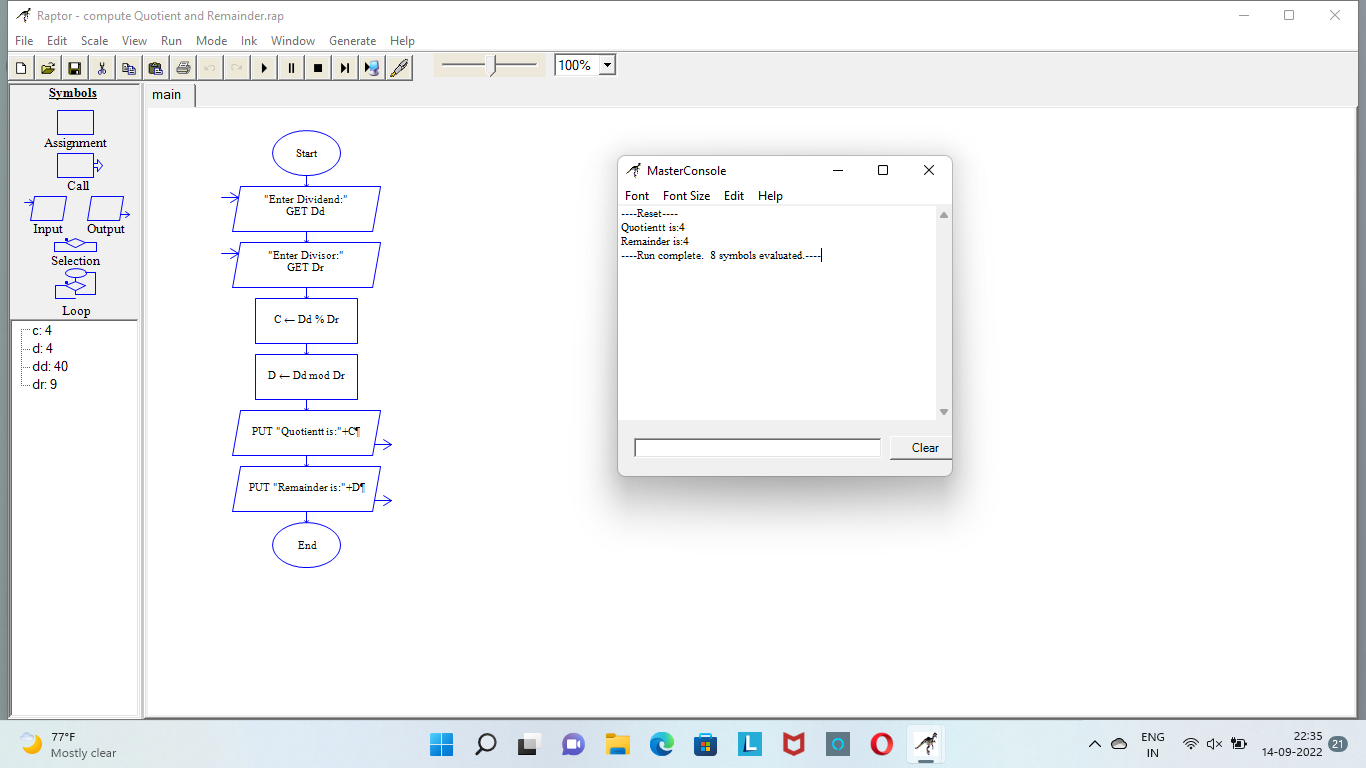 Raptor - compute Quotient and Remainder.rap
File Edit Scale View Run Mode Ink Window Generate Help
100%
Symbols
Assignment
Call
Input Output
Selection
Loop
c: 4
d: 4
dd: 40
dr: 9
main
Start
"Enter Dividend:"
GET Dd
"Enter Divisor:"
GET Dr
C ← Dd % Dr
D ← Dd mod Dr
PUT "Quotientt is:"+C¶
PUT "Remainder is:"+D¶
End
MasterConsole
Font Font Size Edit Help
----Reset----
Quotientt is:4
Remainder is:4
----Run complete.  8 symbols evaluated.----
Clear
77°F
Mostly clear
L
ENG
IN
22:35
14-09-2022
21